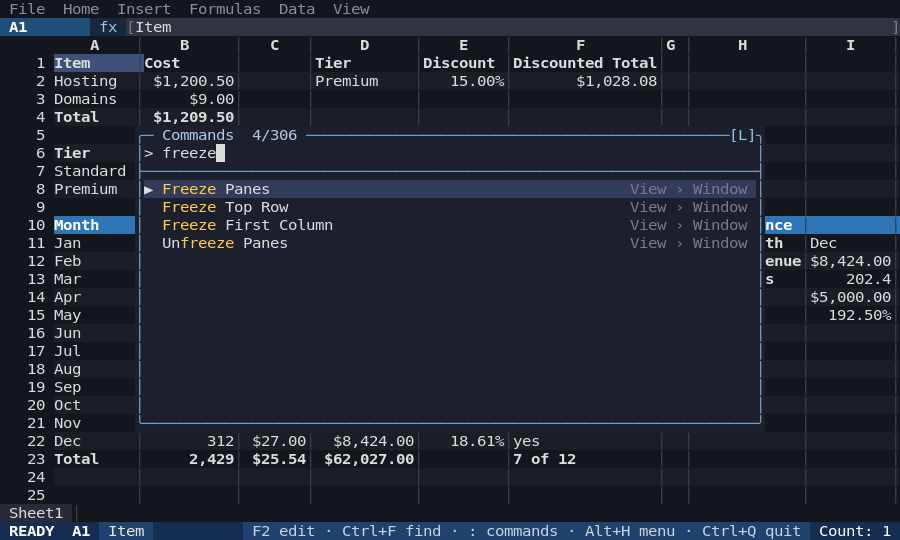 File Home Insert Formulas Data View
A1 fx [Item ]
A B C D E F G H I
1 Item Cost Tier Discount Discounted Total
2 Hosting $1,200.50 Premium 15.00% $1,028.08
3 Domains $9.00
4 Total $1,209.50
5 Commands 4/306 [L]
6 Tier > freeze
7 Standard
8 Premium ▶ Freeze Panes View › Window
9 Freeze Top Row View › Window
10 Month Freeze First Column View › Window nce
11 Jan Unfreeze Panes View › Window th Dec
12 Feb enue $8,424.00
13 Mar s 202.4
14 Apr $5,000.00
15 May 192.50%
16 Jun
17 Jul
18 Aug
19 Sep
20 Oct
21 Nov
22 Dec 312 $27.00 $8,424.00 18.61% yes
23 Total 2,429 $25.54 $62,027.00 7 of 12
24
25
Sheet1
READY A1 Item F2 edit · Ctrl+F find · : commands · Alt+H menu · Ctrl+Q quit Count: 1